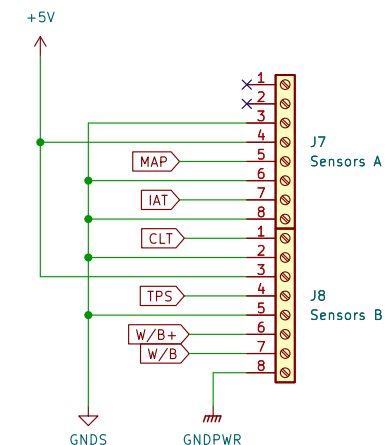 +5V
1
2
3
4
5
6
7
8
J7
Sensors A
MAP
IAT
1
2
3
4
5
6
7
8
J8
Sensors B
CLT
TPS
W/B+
W/B
GNDS
GNDPWR